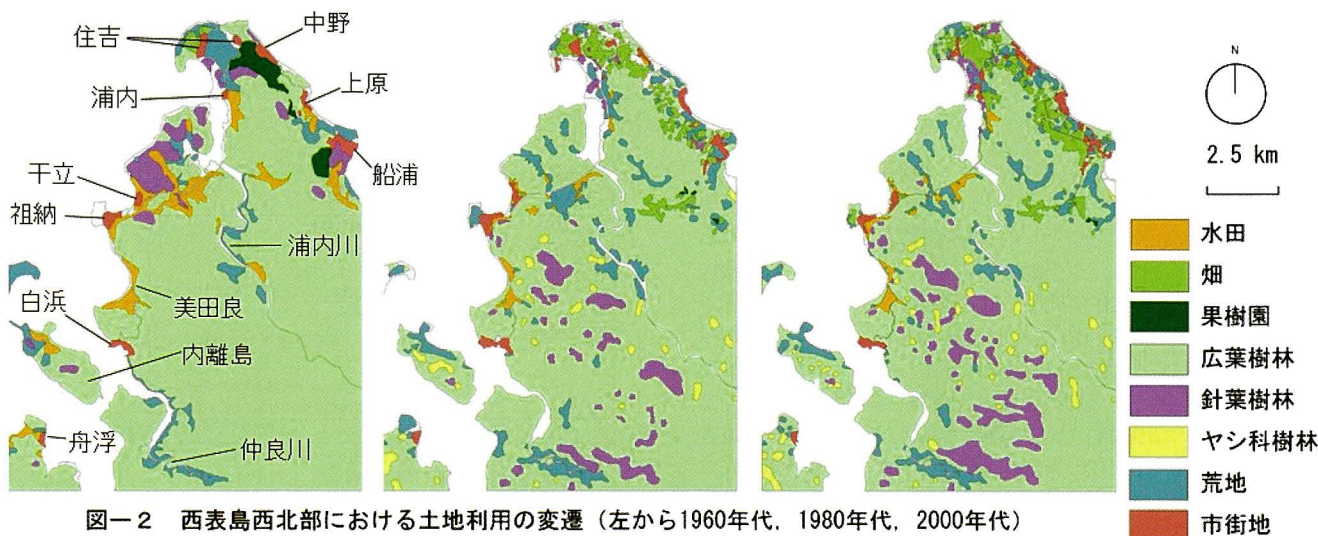 住吉
中野
浦内
上原
干立
船浦
祖納
浦内川
白浜
美田良
内離島
舟浮
仲良川
N
2.5 km
水田
畑
果樹園
広葉樹林
針葉樹林
ヤシ科樹林
荒地
市街地
図－2 西表島西北部における土地利用の変遷（左から1960年代，1980年代，2000年代）